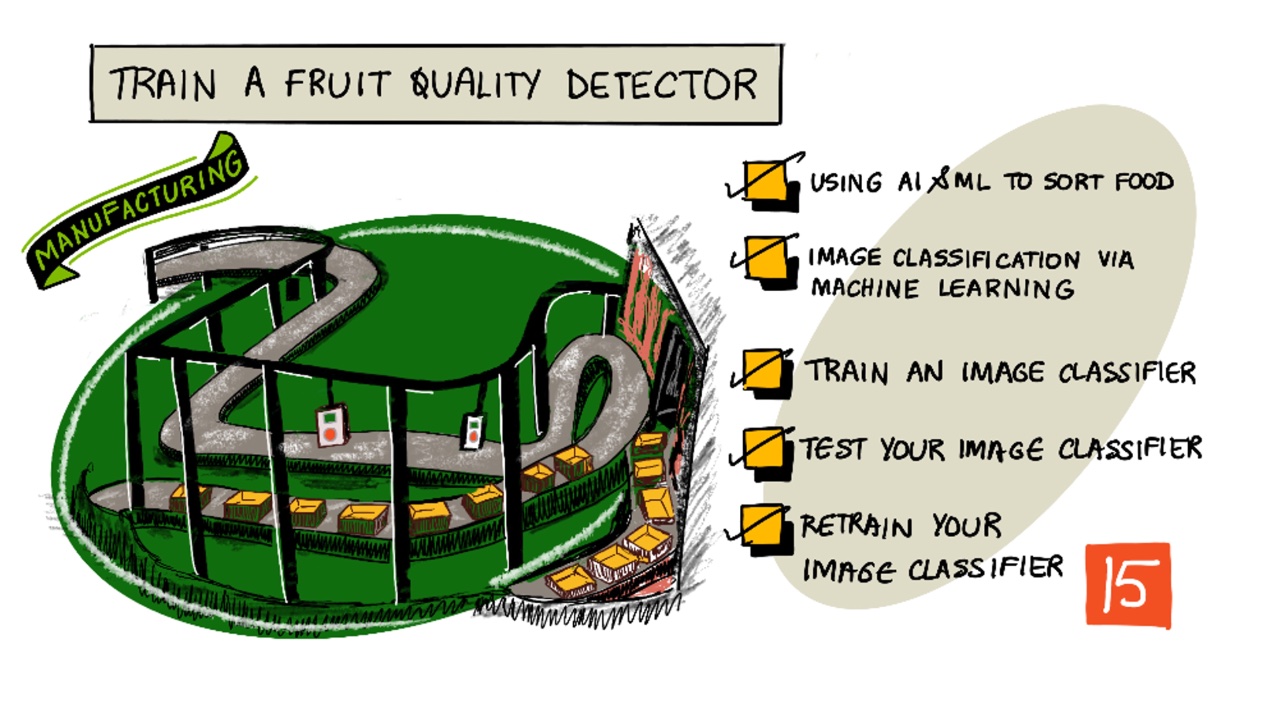 TRAIN A FRUIT QUALITY DETECTOR
MANUFACTURING
USING AI & ML TO SORT FOOD
IMAGE CLASSIFICATION VIA
MACHINE LEARNING
TRAIN AN IMAGE CLASSIFIER
TEST YOUR IMAGE CLASSIFIER
RETRAIN YOUR
IMAGE CLASSIFIER
15